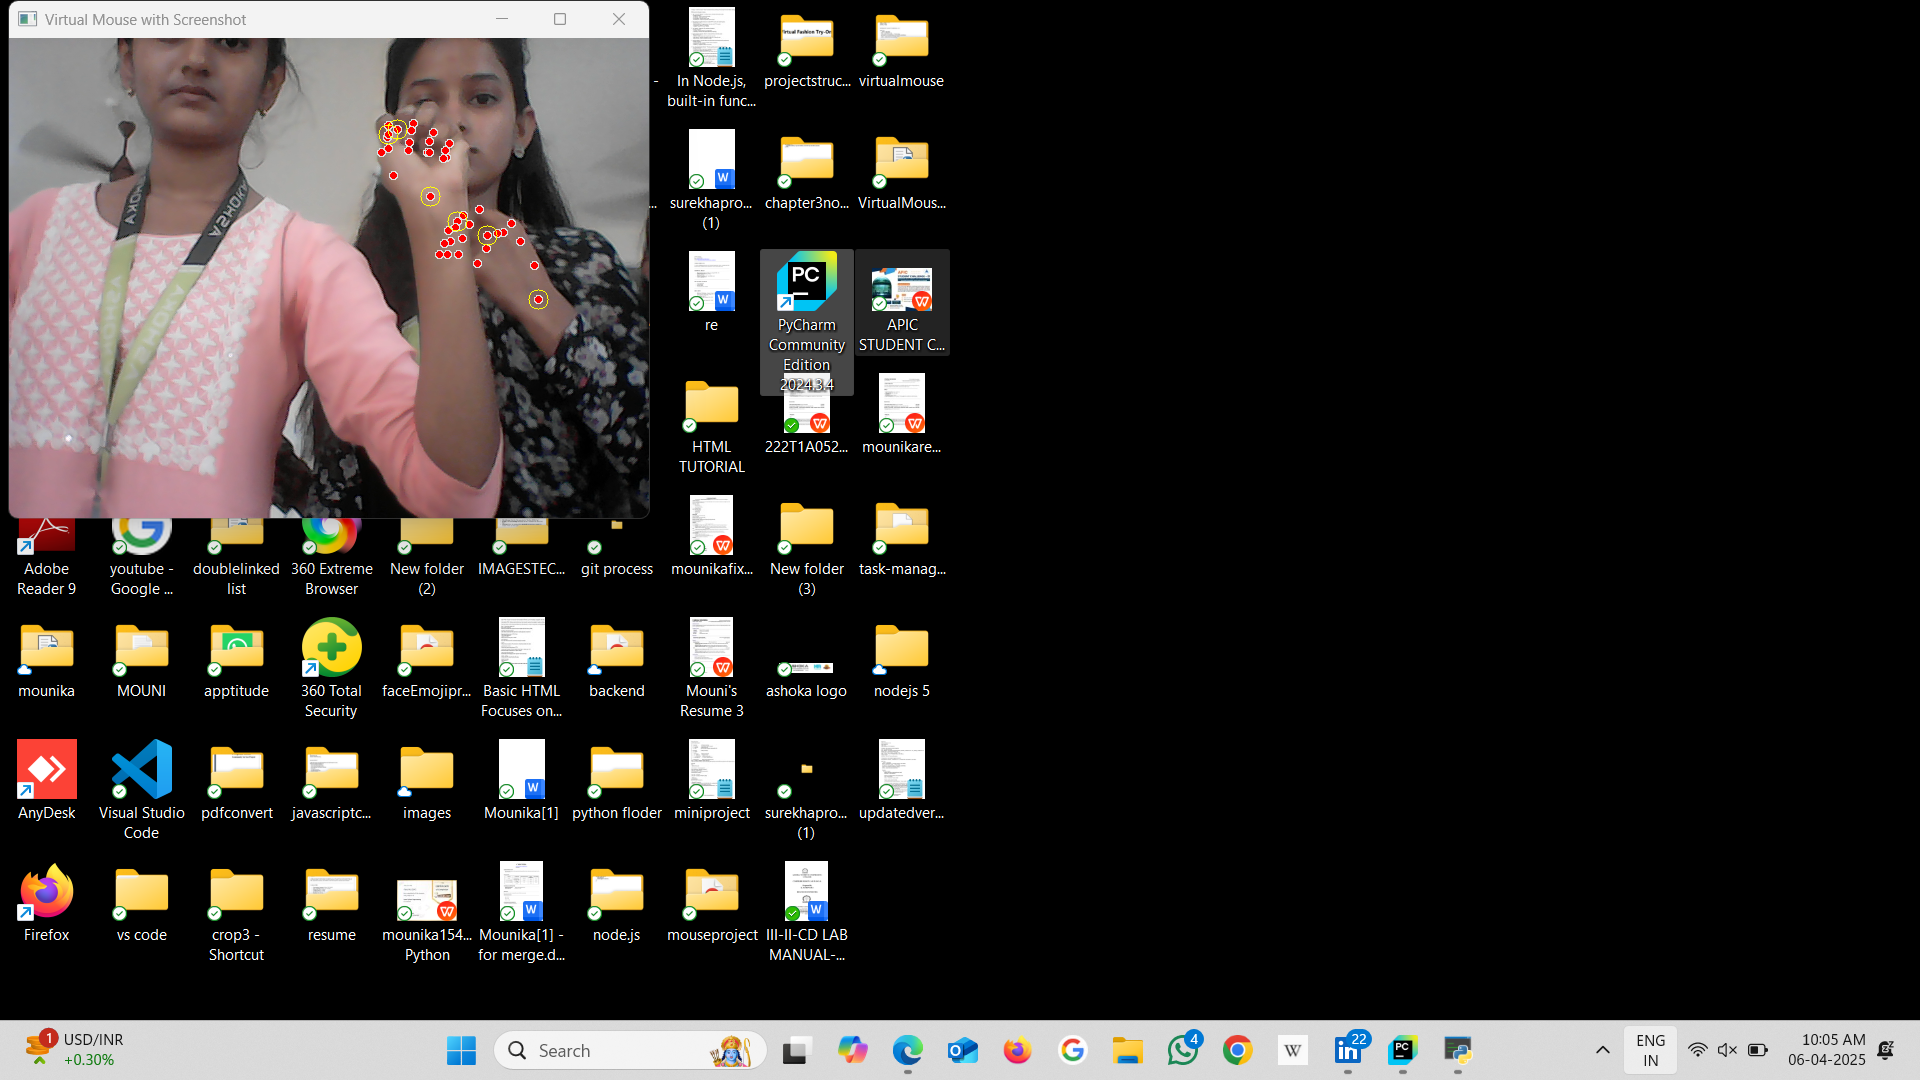 Virtual Mouse with Screenshot
In Node.js,
built-in func...
projectstruc...
virtualmouse
surekhapro...
(1)
chapter3no...
VirtualMous...
re
PyCharm
Community
Edition
2024.3.4
APIC
STUDENT C...
HTML
TUTORIAL
222T1A052...
mounikare...
Adobe
Reader 9
youtube -
Google ...
doublelinked
list
360 Extreme
Browser
New folder
(2)
IMAGESTEC...
git process
mounikafix...
New folder
(3)
task-manag...
mounika
MOUNI
apptitude
360 Total
Security
faceEmojipr...
Basic HTML
Focuses on...
backend
Mouni's
Resume 3
ashoka logo
nodejs 5
AnyDesk
Visual Studio
Code
pdfconvert
javascriptc...
images
Mounika[1]
python floder
miniproject
surekhapro...
(1)
updatedver...
Firefox
vs code
crop3 -
Shortcut
resume
mounika154...
Python
Mounika[1] -
for merge.d...
node.js
mouseproject
III-II-CD LAB
MANUAL-...
1
USD/INR
+0.30%
Search
4
22
ENG
IN
10:05 AM
06-04-2025